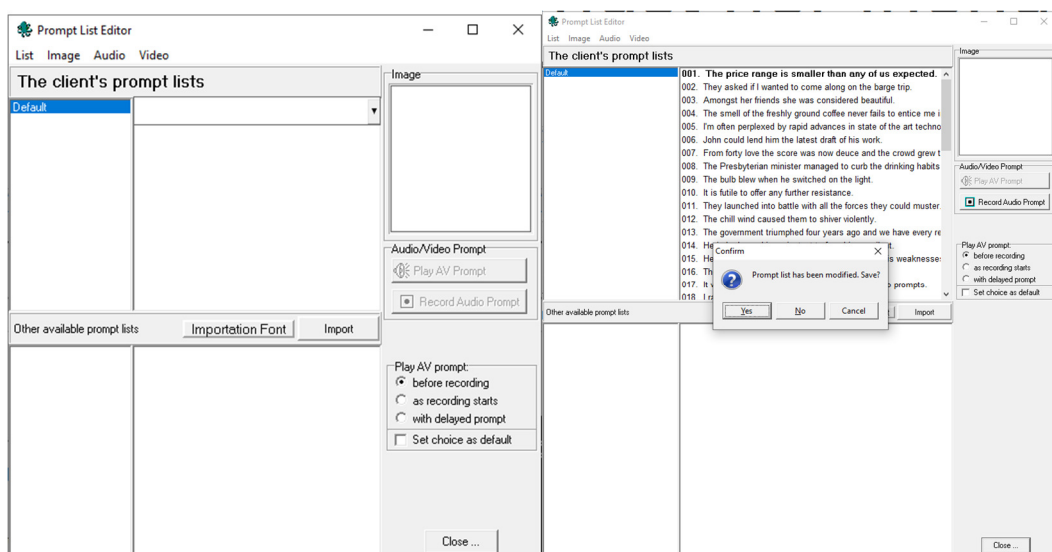 Prompt List Editor
List Image Audio Video
The client's prompt lists
Default
Image
Audio/Video Prompt
Play AV Prompt
Record Audio Prompt
Other available prompt lists
Importation Font
Import
Play AV prompt:
before recording
as recording starts
with delayed prompt
Set choice as default
Close ...
Prompt List Editor
List Image Audio Video
The client's prompt lists
Default
001. The price range is smaller than any of us expected.
002. They asked if I wanted to come along on the barge trip.
003. Amongst her friends she was considered beautiful.
004. The smell of the freshly ground coffee never fails to entice me i
005. I'm often perplexed by rapid advances in state of the art techno
006. John could lend him the latest draft of his work.
007. From forty love the score was now deuce and the crowd grew t
008. The Presbyterian minister managed to curb the drinking habits
009. The bulb blew when he switched on the light.
010. It is futile to offer any further resistance.
011. They launched into battle with all the forces they could muster.
012. The chill wind caused them to shiver violently.
013. The government triumphed four years ago and we have every re
014. He
015. He is weaknesse
016. Th
017. It prompts.
018. I
Confirm
Prompt list has been modified. Save?
Yes
No
Cancel
Image
Audio/Video Prompt
Play AV Prompt
Record Audio Prompt
Play AV prompt:
before recording
as recording starts
with delayed prompt
Set choice as default
Other available prompt lists
Import
Close ...